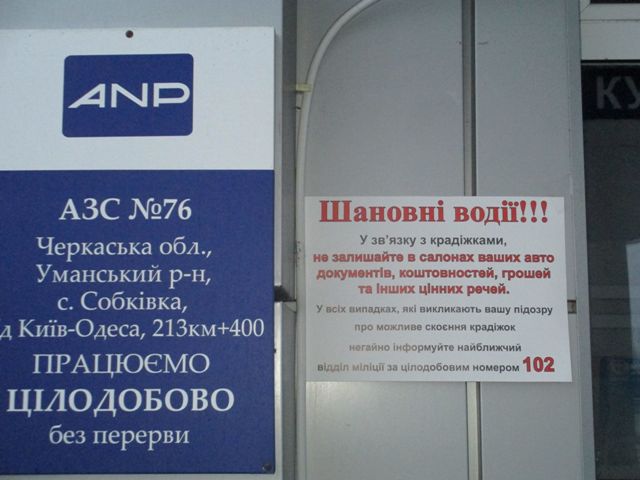 ANP
АЗС №76
Черкаська обл.,
Уманський р-н,
с. Собківка,
д Київ-Одеса, 213км+400
ПРАЦЮЄМО
ЦІЛОДОБОВО
без перерви
Шановні водії!!!
У зв'язку з крадіжками,
не залишайте в салонах ваших авто
документів, коштовностей, грошей
та інших цінних речей.
У всіх випадках, які викликають вашу підозру
про можливе скоєння крадіжок
негайно інформуйте найближчий
відділ міліції за цілодобовим номером 102
КУ